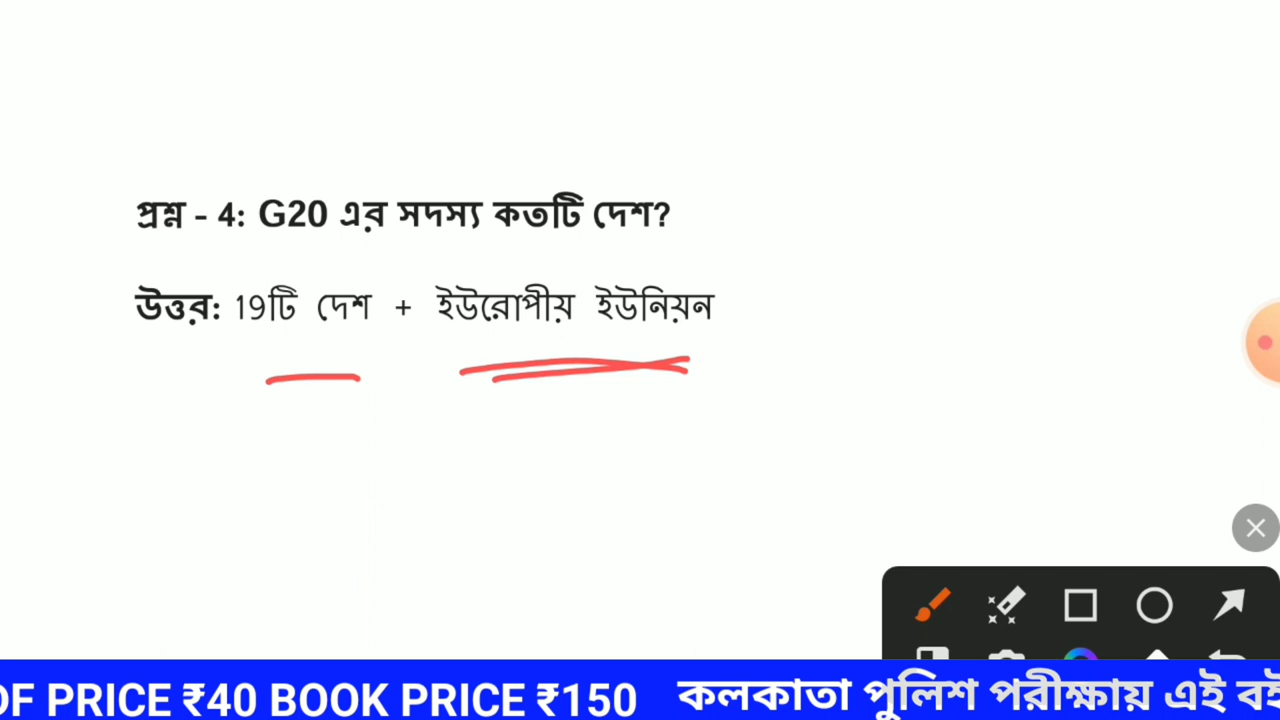 প্রশ্ন - 4: G20 এর সদস্য কতটি দেশ?
উত্তর: 19টি দেশ + ইউরোপীয় ইউনিয়ন
PRICE ₹40 BOOK PRICE ₹150 কলকাতা পুলিশ পরীক্ষায় এই